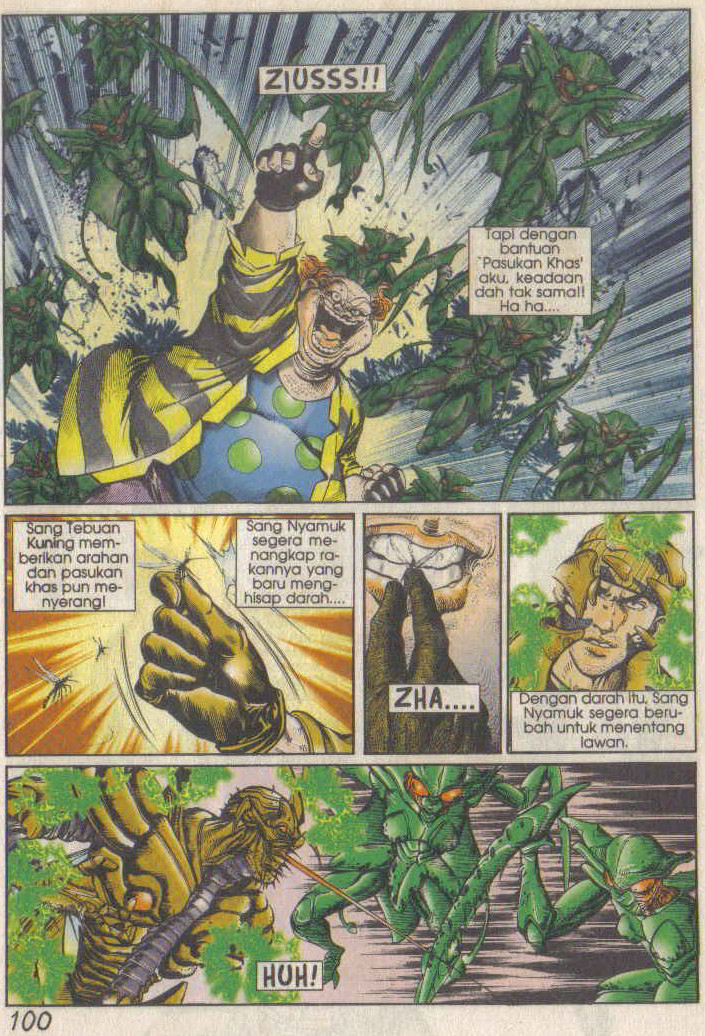 ZIUSSS!!
Tapi dengan
bantuan
'Pasukan Khas'
aku, keadaan
dah tak sama!!
Ha ha....
Sang Tebuan
Kuning mem-
berikan arahan
dan pasukan
khas pun me-
nyerang!
Sang Nyamuk
segera me-
nangkap ra-
kannya yang
baru meng-
hisap darah....
ZHA....
Dengan darah itu, Sang
Nyamuk segera beru-
bah untuk menentang
lawan.
HUH!
100